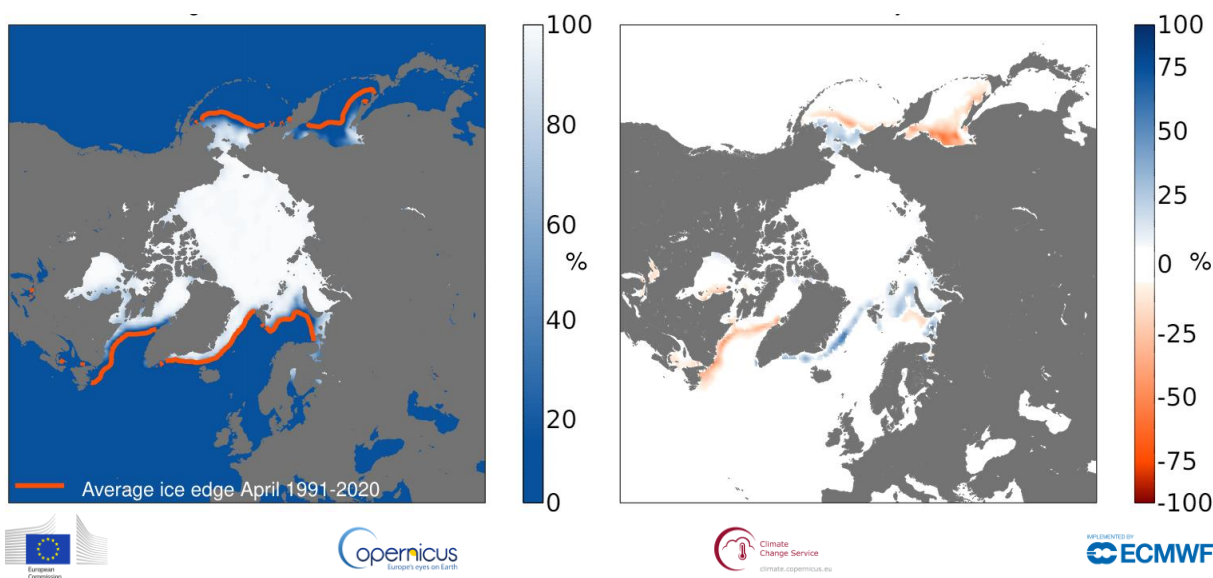 100
80
60
%
40
20
0
Average ice edge April 1991-2020
100
75
50
25
0 %
-25
-50
-75
-100
European
Commission
opernicus
Europe's eyes on Earth
Climate
Change Service
climate.copernicus.eu
IMPLEMENTED BY
ECMWF